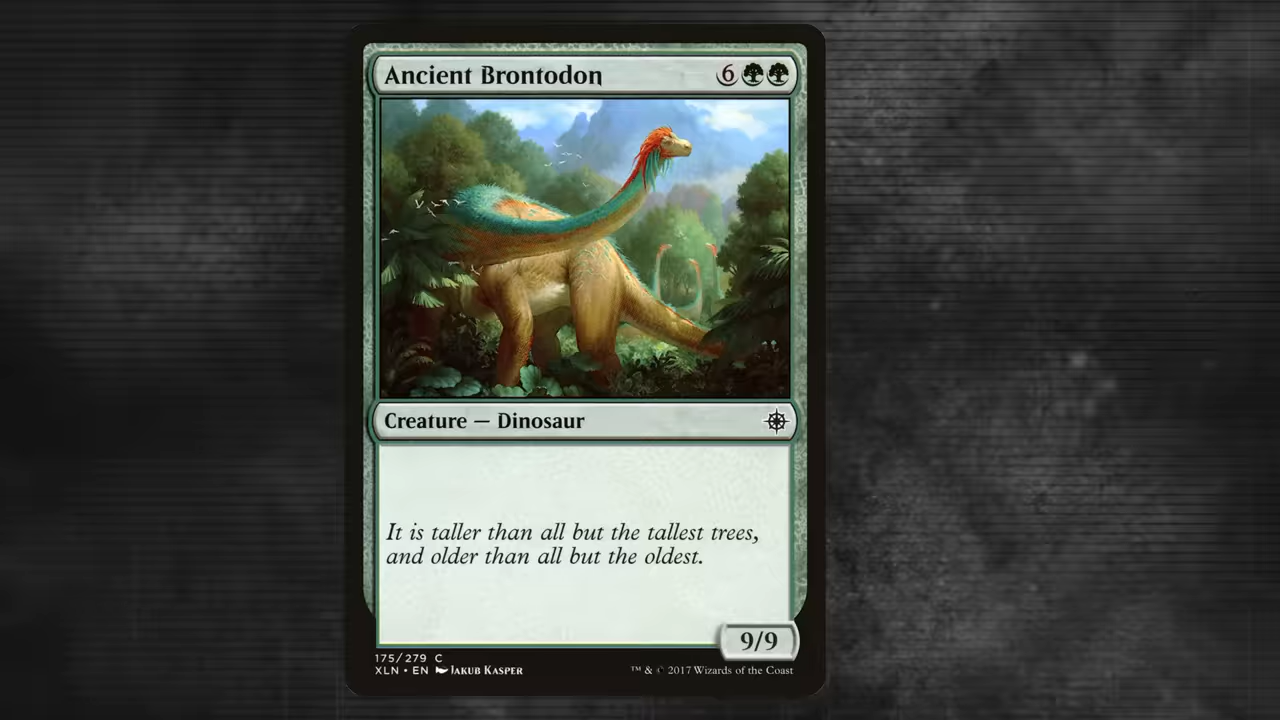 Ancient Brontodon 6
Creature — Dinosaur
It is taller than all but the tallest trees,
and older than all but the oldest.
9/9
175/279 C
XLN • EN Jakub Kasper
™ & © 2017 Wizards of the Coast